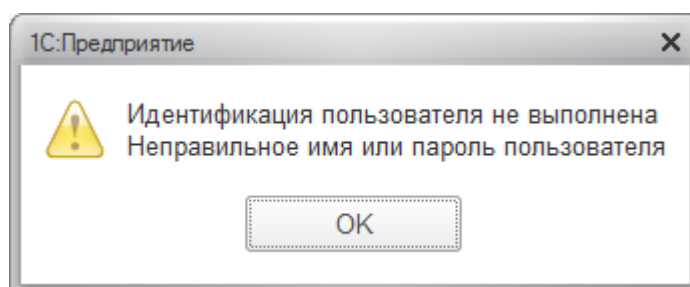 1С:Предприятие
Идентификация пользователя не выполнена
Неправильное имя или пароль пользователя
OK